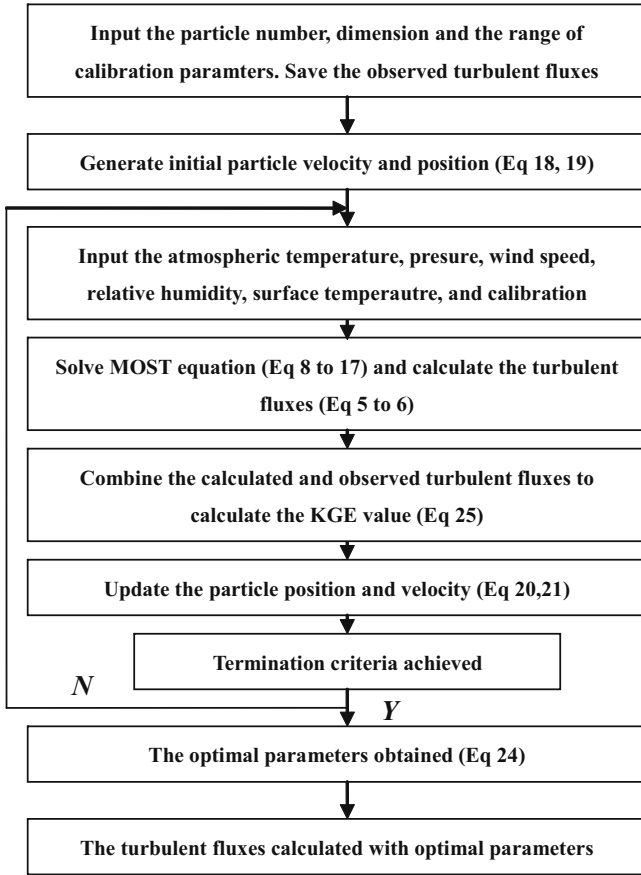 Input the particle number, dimension and the range of
calibration paramters. Save the observed turbulent fluxes
Generate initial particle velocity and position (Eq 18, 19)
Input the atmospheric temperature, presure, wind speed,
relative humidity, surface temperautre, and calibration
Solve MOST equation (Eq 8 to 17) and calculate the turbulent
fluxes (Eq 5 to 6)
Combine the calculated and observed turbulent fluxes to
calculate the KGE value (Eq 25)
Update the particle position and velocity (Eq 20,21)
Termination criteria achieved
N
Y
The optimal parameters obtained (Eq 24)
The turbulent fluxes calculated with optimal parameters